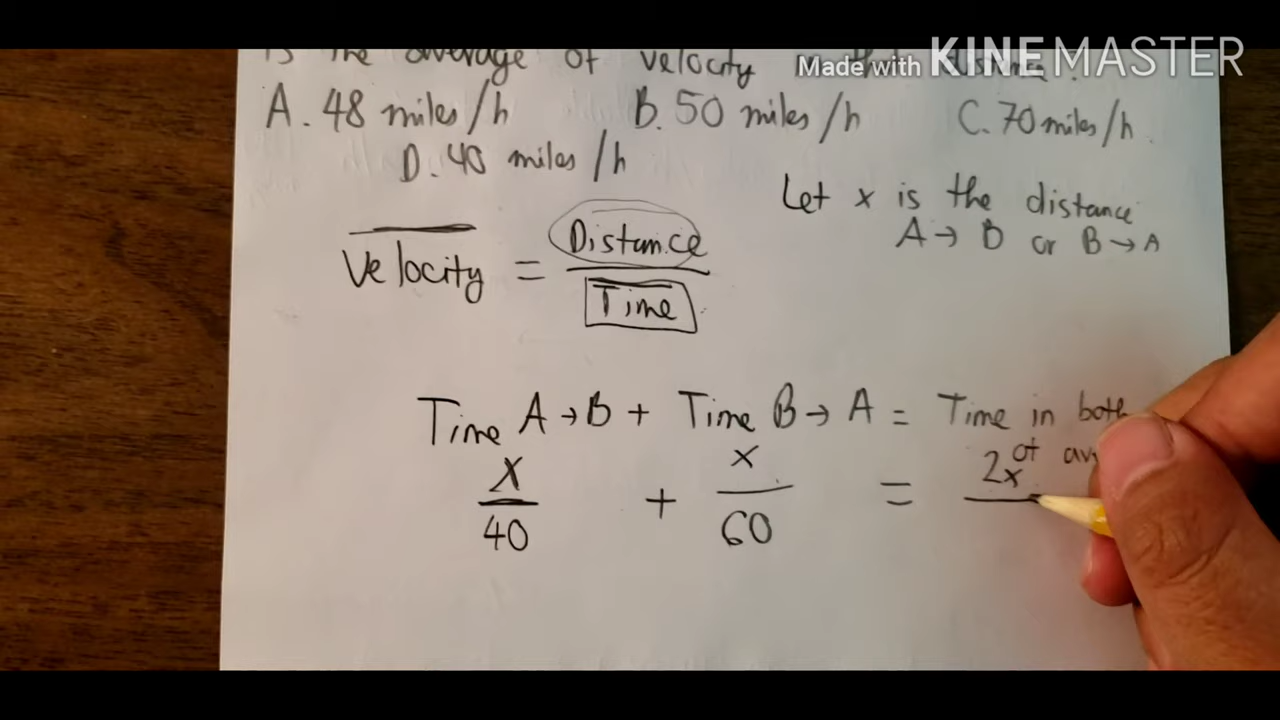 is the average of velocity
Made with KINEMASTER
A. 48 miles/h B. 50 miles/h C. 70 miles/h
D. 40 miles/h
Let x is the distance
A → B or B → A
Velocity = Distance
Time
Time A → B + Time B → A = Time in both
of
x/40 + x/60 = 2x